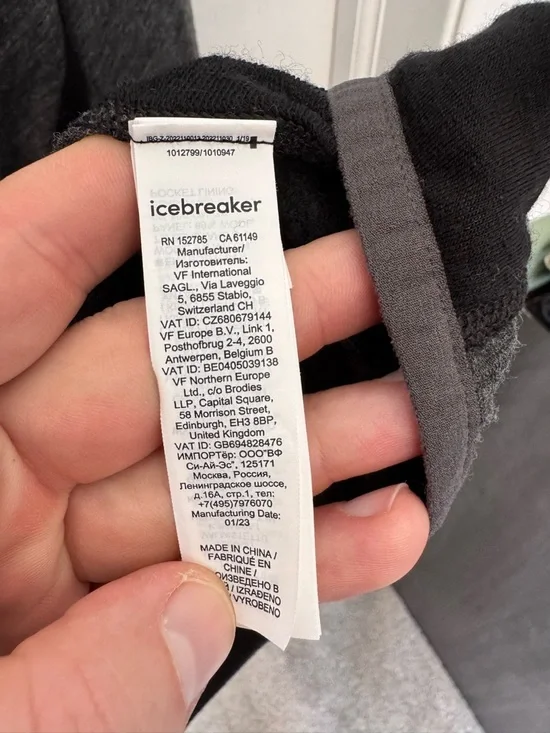 1012799/1010947
icebreaker
RN 152785 CA 61149
Manufacturer/
Изготовитель:
VF International
SAGL., Via Laveggio
5, 6855 Stabio,
Switzerland CH
VAT ID: CZ680679144
VF Europe B.V., Link 1,
Posthofbrug 2-4, 2600
Antwerpen, Belgium B
VAT ID: BE0405039138
VF Northern Europe
Ltd., c/o Brodies
LLP, Capital Square,
58 Morrison Street,
Edinburgh, EH3 8BP,
United Kingdom
VAT ID: GB694828476
ИМПОРТёр: ООО"ВФ
Си-Ай-Эс", 125171
Москва, Россия,
Ленинградское шоссе,
д.16А, стр.1, тел:
+7(495)7976070
Manufacturing Date:
01/23
MADE IN CHINA /
FABRIQUÉ EN
CHINE /
ОИЗВЕДЕНО В
/ IZRAĐENO
VYROBENO